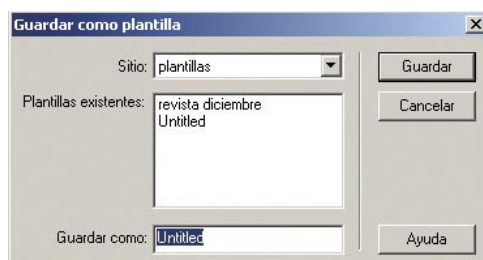 Guardar como plantilla
Sitio: plantillas
Guardar
Plantillas existentes: revista diciembre
Untitled
Cancelar
Guardar como: Untitled
Ayuda